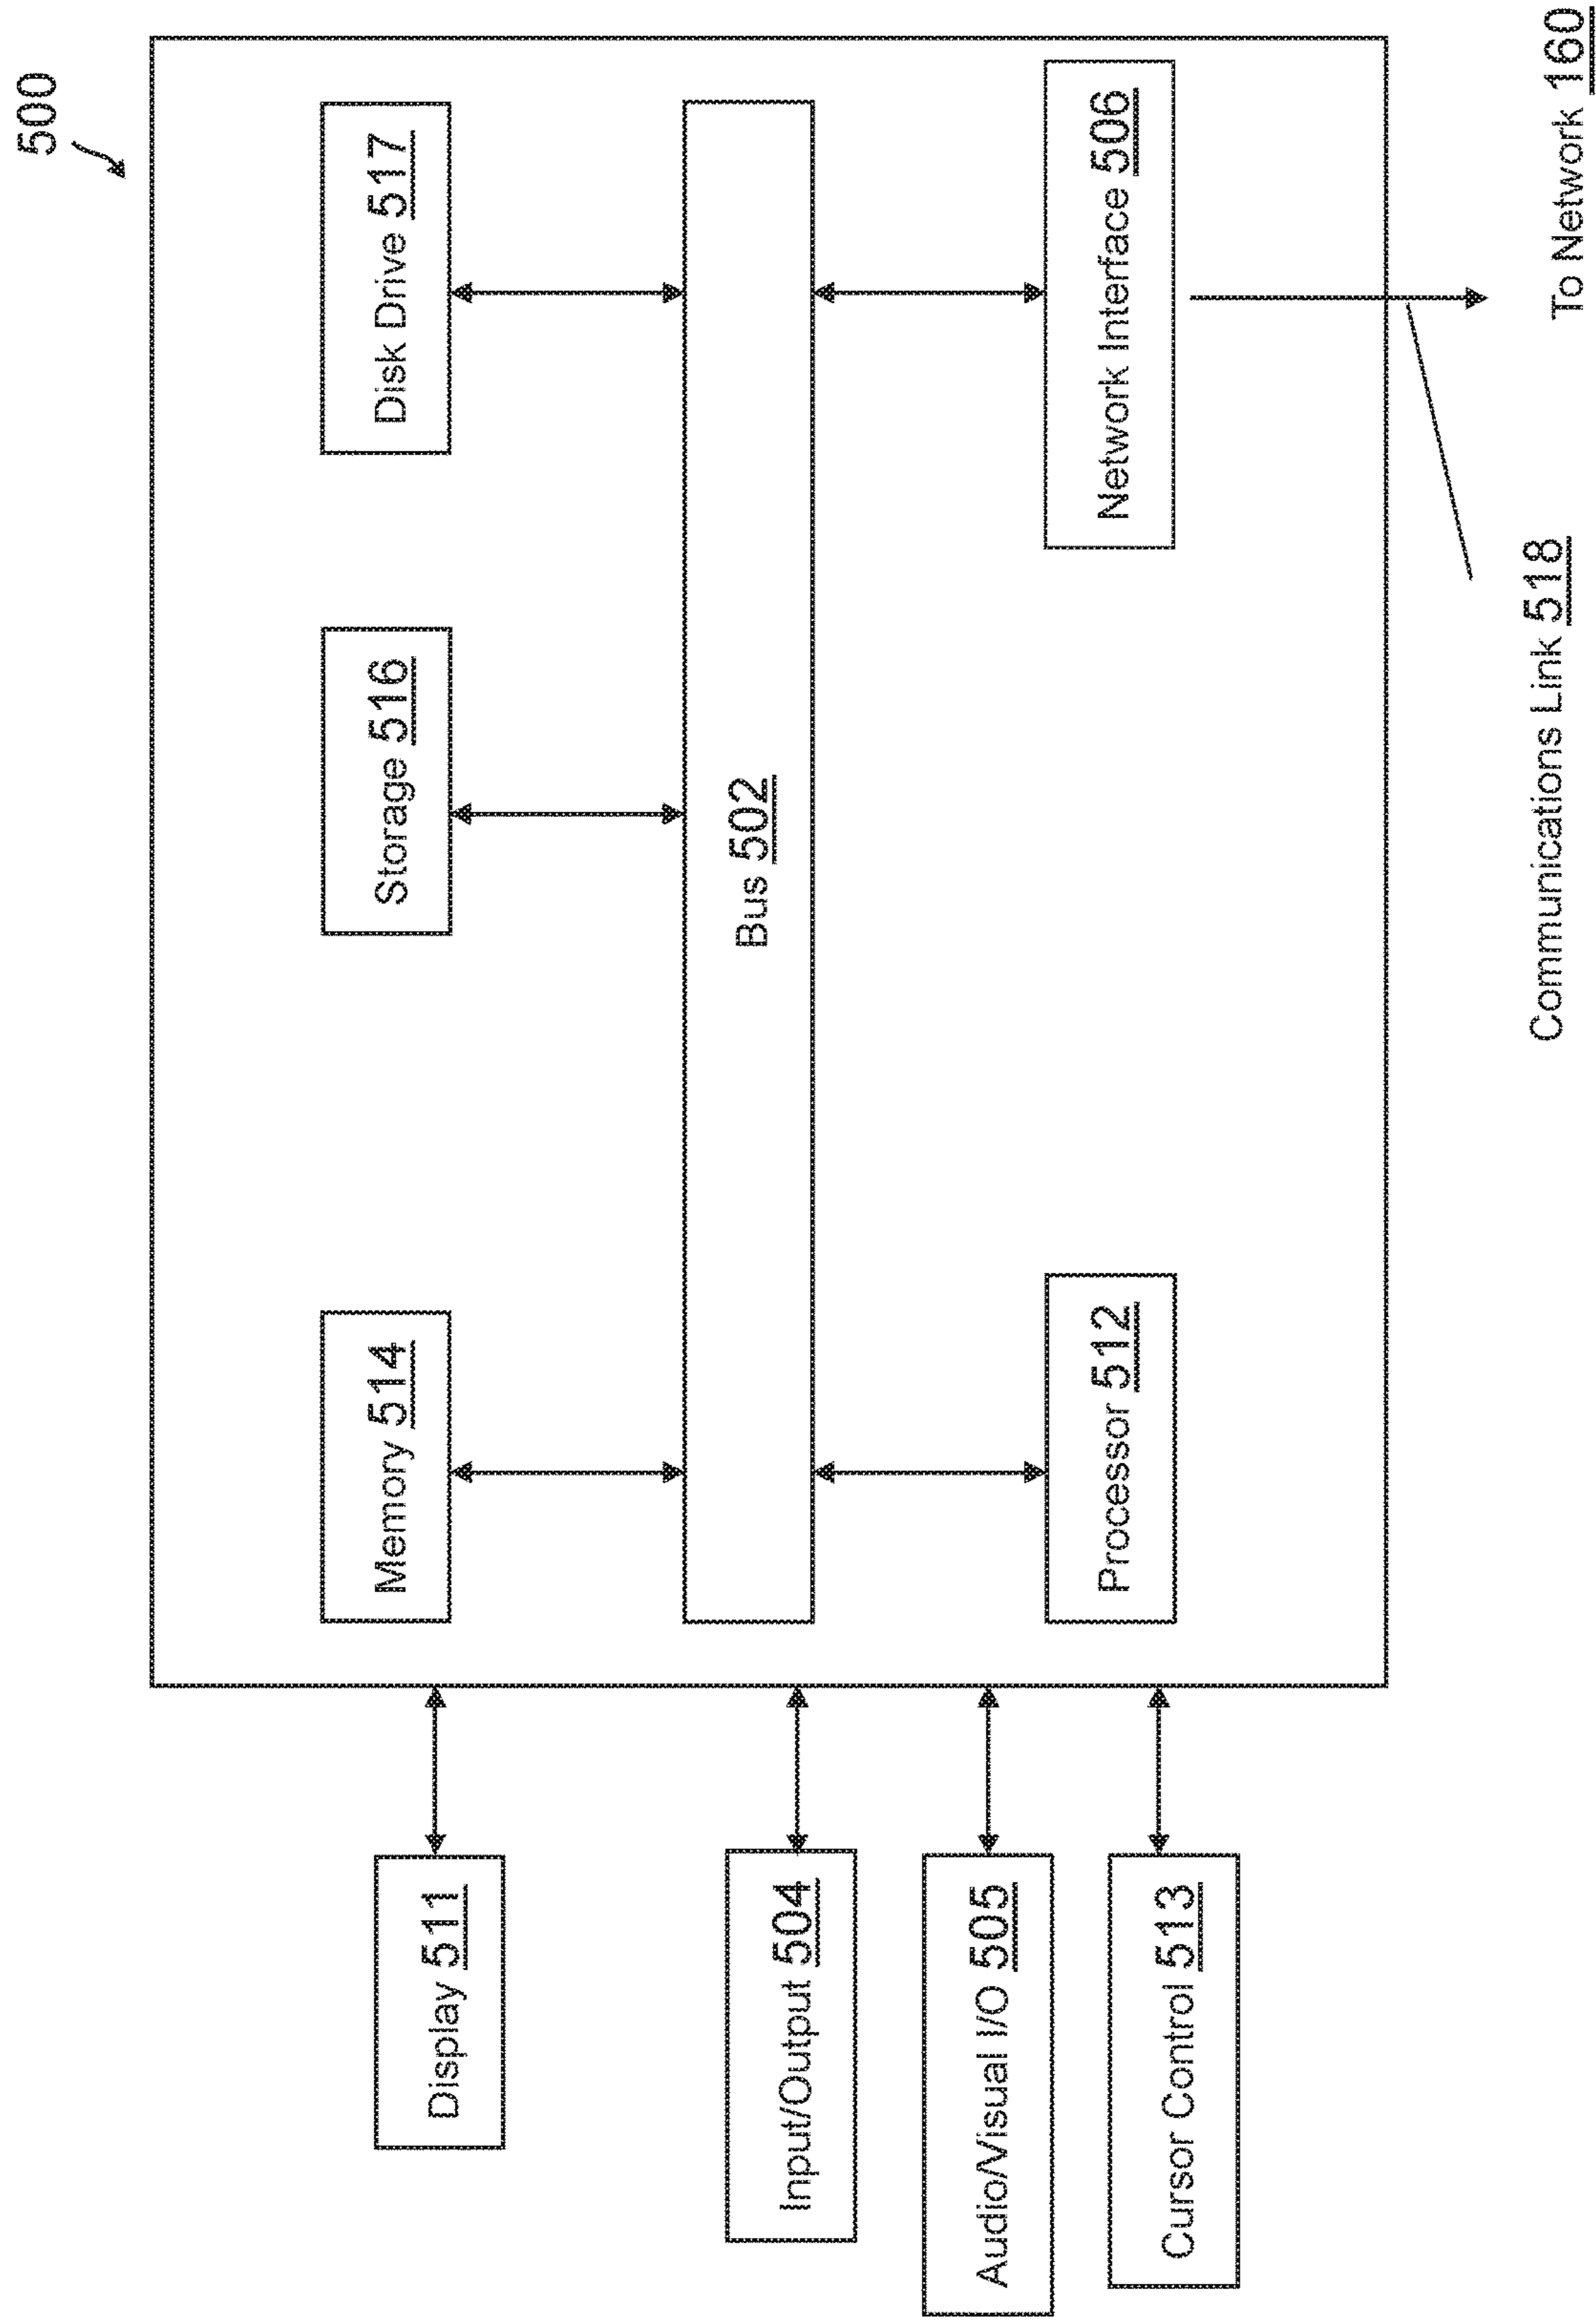 500
Display 511
Memory 514
Storage 516
Disk Drive 517
Input/Output 504
Bus 502
Audio/Visual I/O 505
Cursor Control 513
Processor 512
Network Interface 506
Communications Link 518
To Network 160